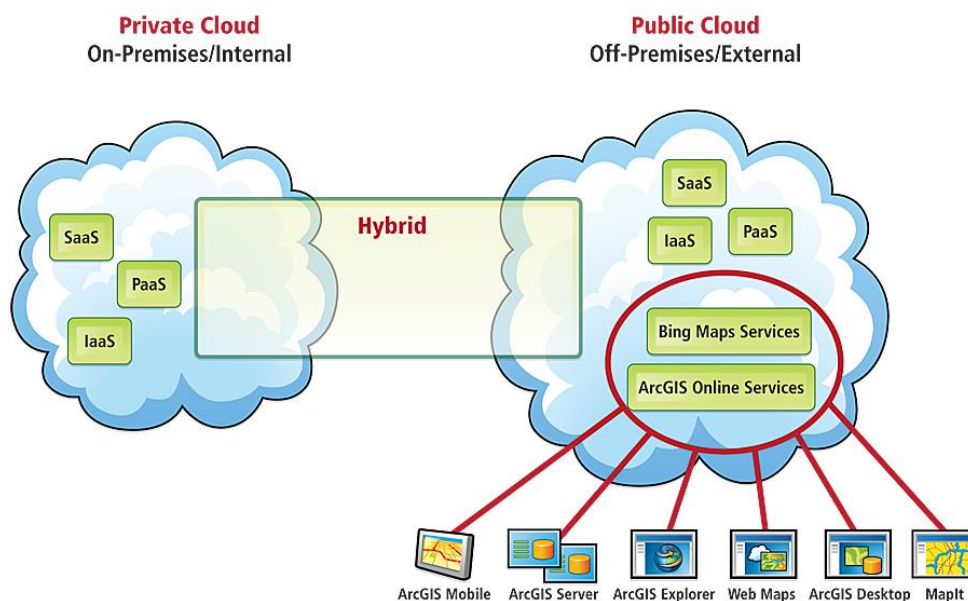 Private Cloud
On-Premises/Internal
Public Cloud
Off-Premises/External
SaaS
PaaS
IaaS
Hybrid
SaaS
IaaS
PaaS
Bing Maps Services
ArcGIS Online Services
ArcGIS Mobile
ArcGIS Server
ArcGIS Explorer
Web Maps
ArcGIS Desktop
MapIt